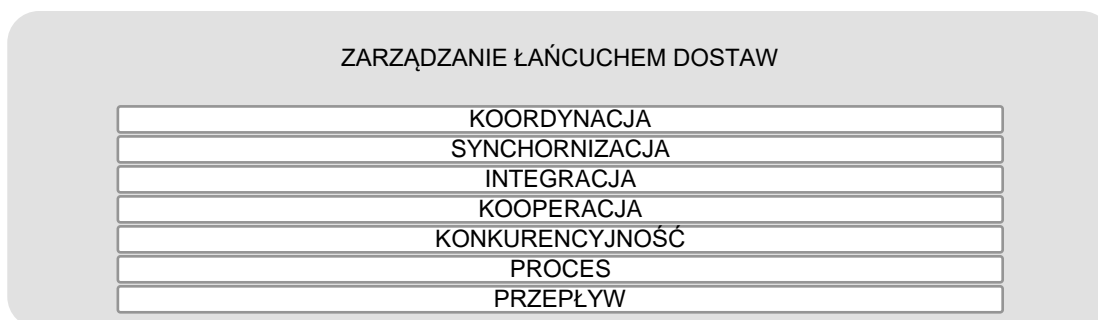 ZARZĄDZANIE ŁAŃCUCHEM DOSTAW
KOORDYNACJA
SYNCHORNIZACJA
INTEGRACJA
KOOPERACJA
KONKURENCYJNOŚĆ
PROCES
PRZEPŁYW